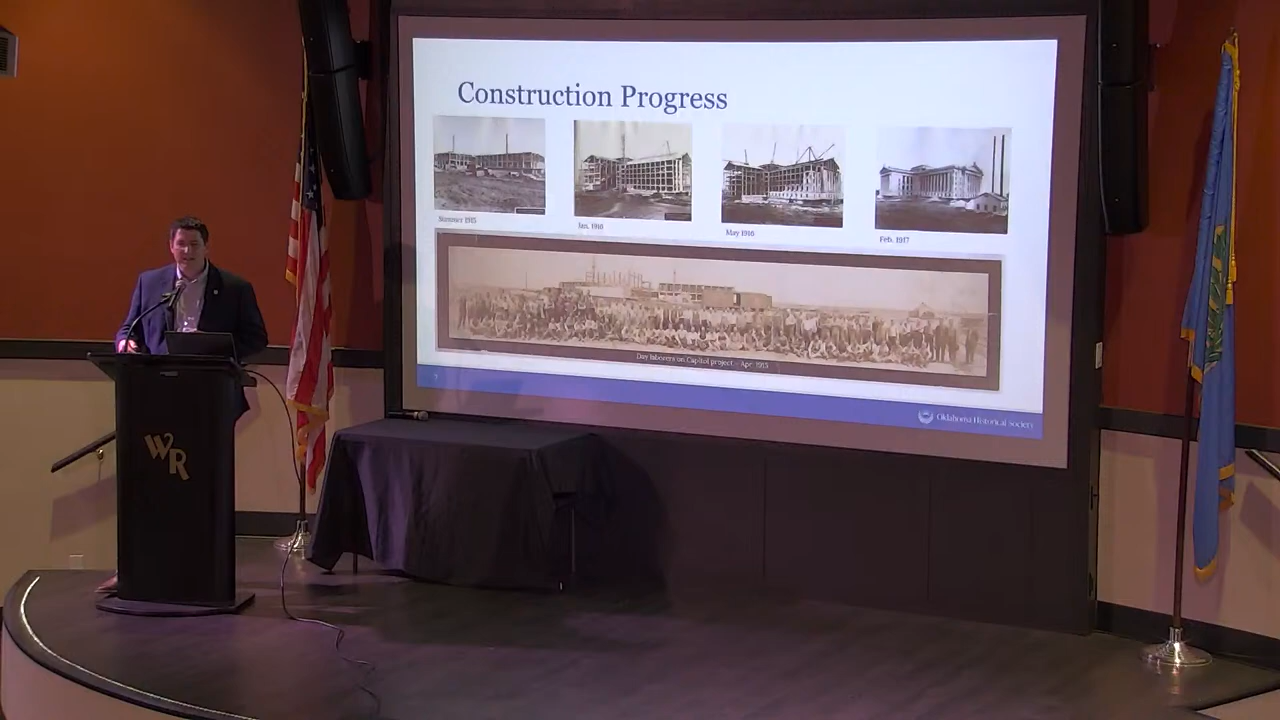 Construction Progress
Summer 1915
Jan. 1916
May 1916
Feb. 1917
Day laborers on Capitol project - Apr. 1915
7
Oklahoma Historical Society
WR